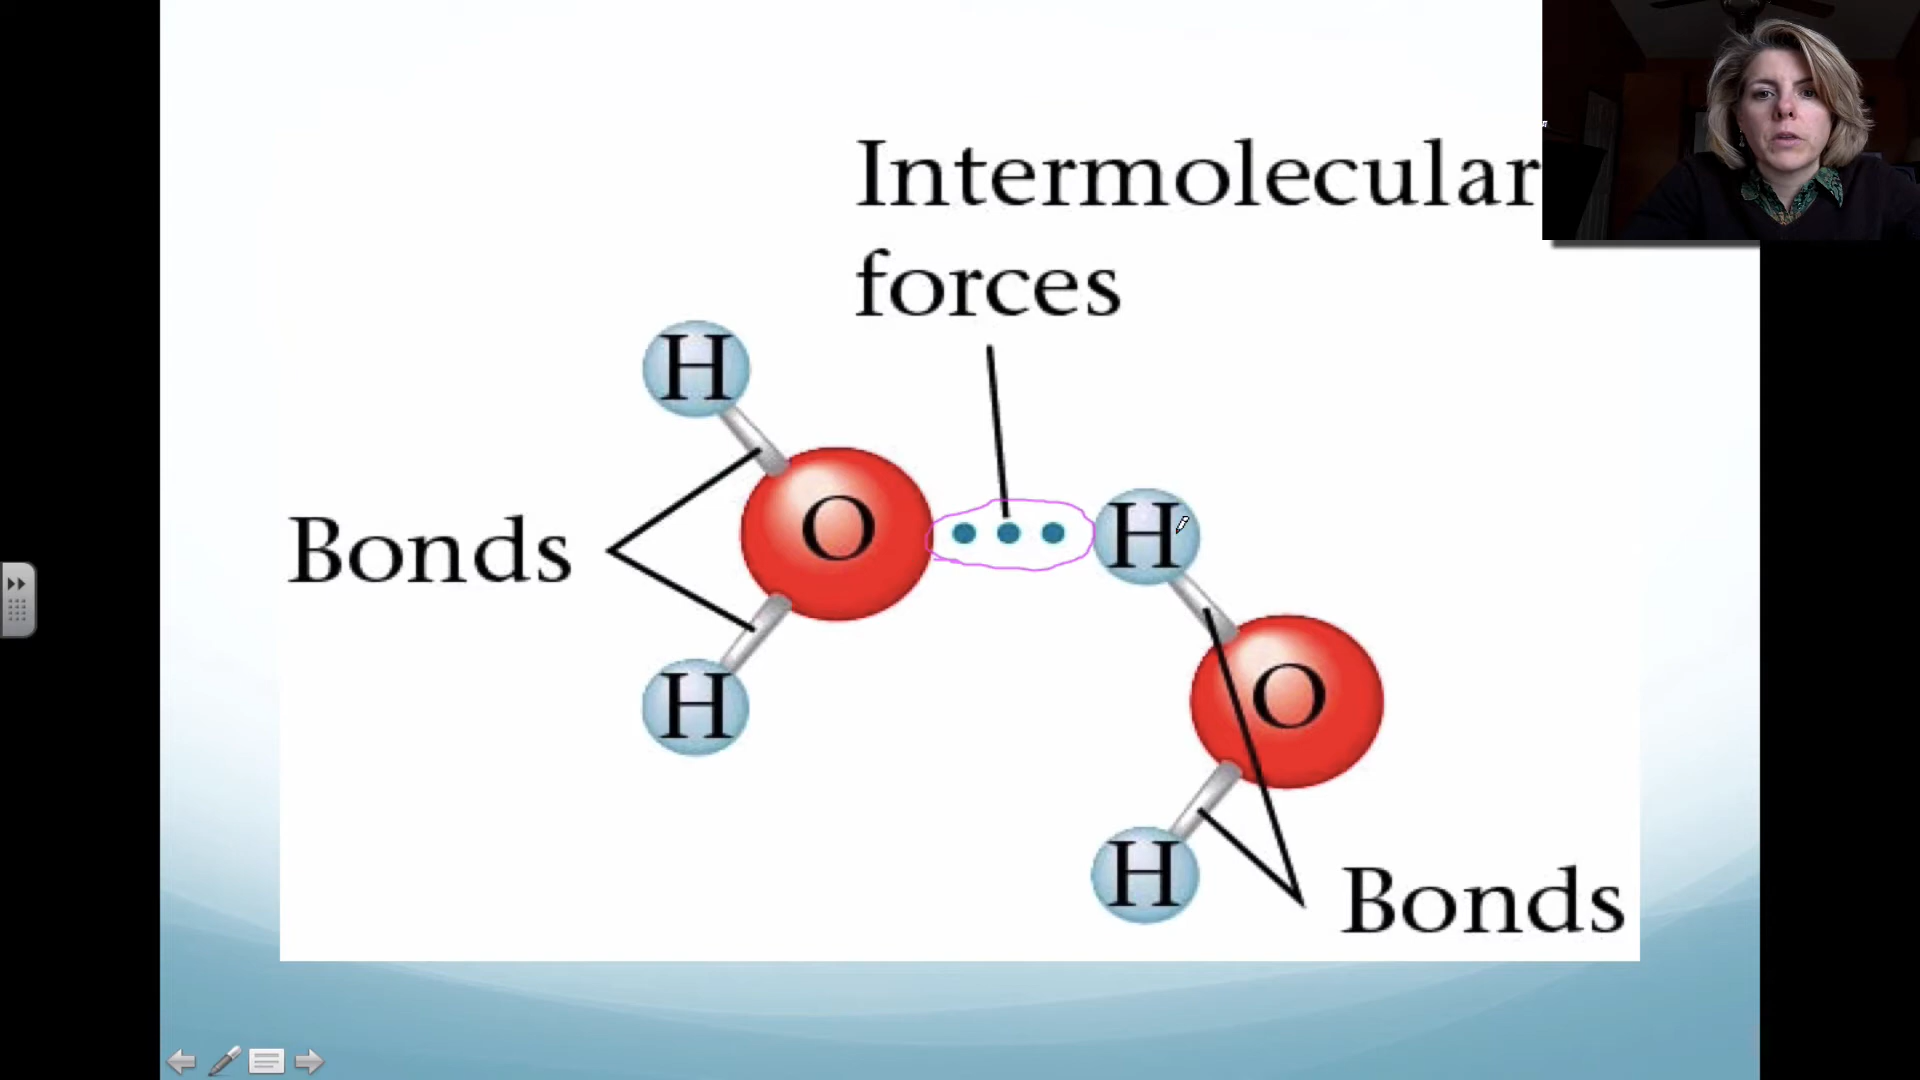 Intermolecular
forces
H
O
Bonds
H
H
O
H
Bonds